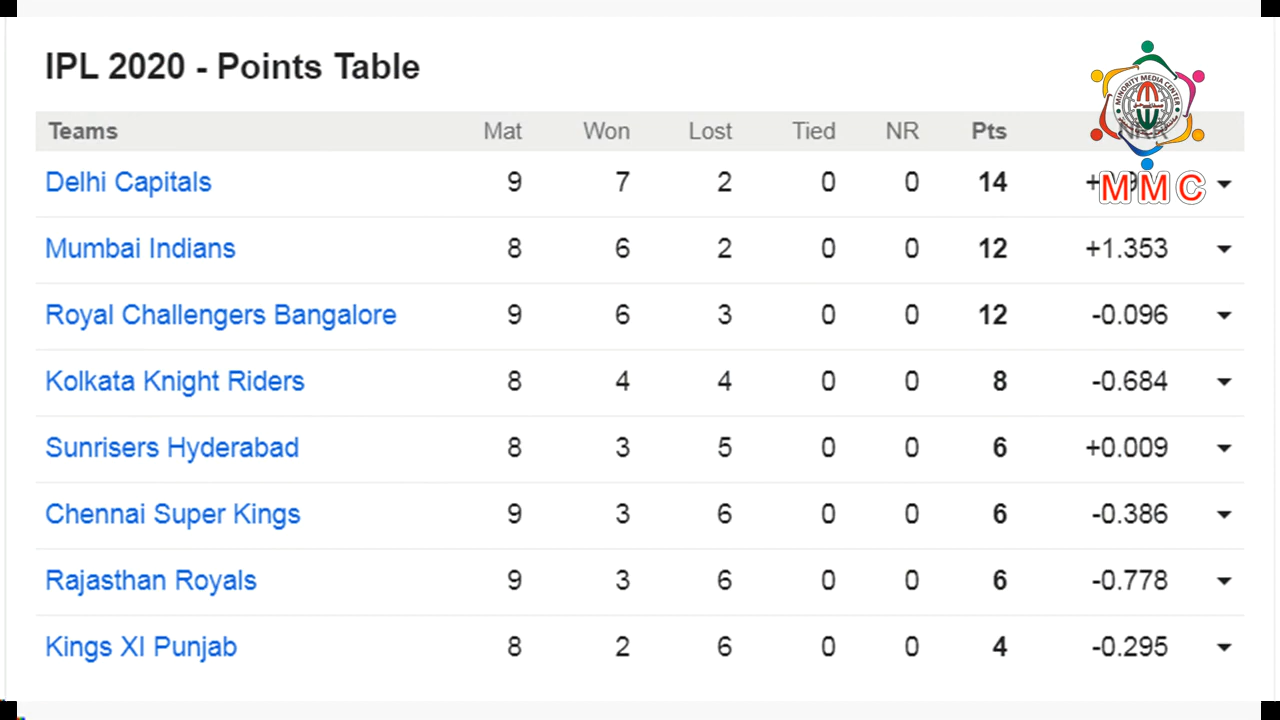 IPL 2020 - Points Table
MINORITY MEDIA CENTER
Teams Mat Won Lost Tied NR Pts NRR
Delhi Capitals 9 7 2 0 0 14
MMC
Mumbai Indians 8 6 2 0 0 12 +1.353
Royal Challengers Bangalore 9 6 3 0 0 12 -0.096
Kolkata Knight Riders 8 4 4 0 0 8 -0.684
Sunrisers Hyderabad 8 3 5 0 0 6 +0.009
Chennai Super Kings 9 3 6 0 0 6 -0.386
Rajasthan Royals 9 3 6 0 0 6 -0.778
Kings XI Punjab 8 2 6 0 0 4 -0.295